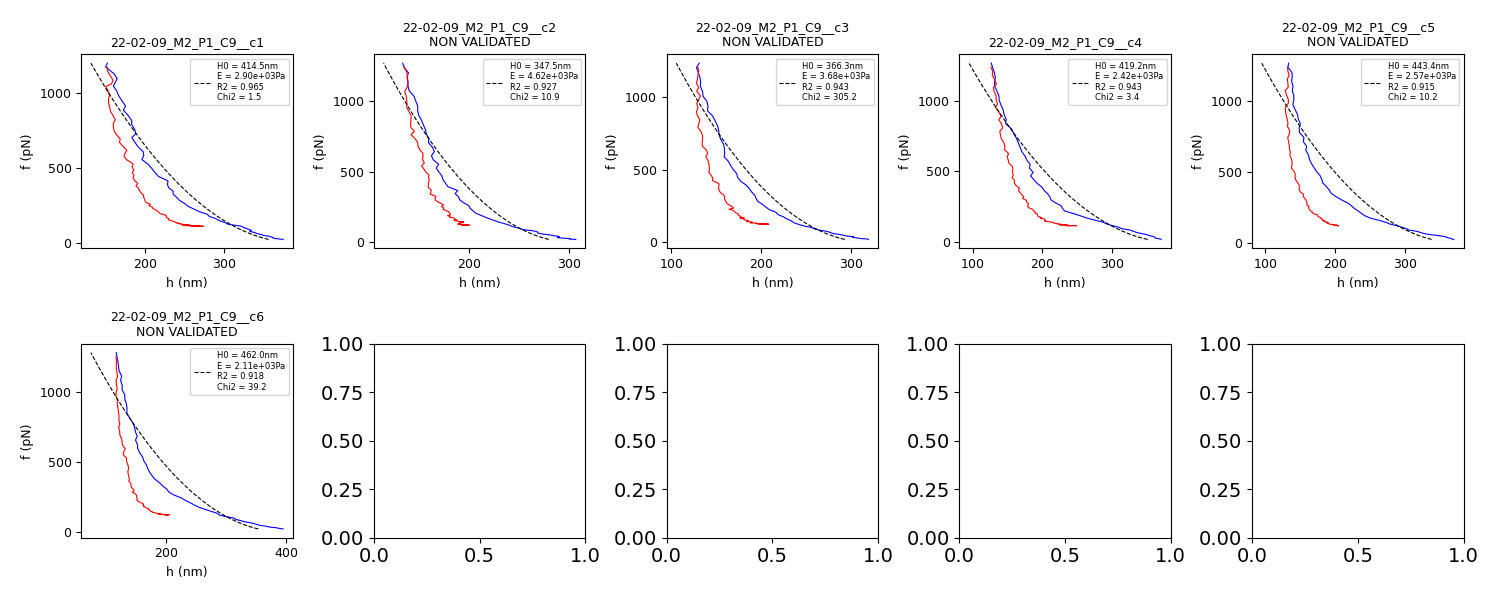 22-02-09_M2_P1_C9__c1
H0 = 414.5nm
E = 2.90e+03Pa
R2 = 0.965
Chi2 = 1.5
f (pN)
1000
500
0
200 300
h (nm)
22-02-09_M2_P1_C9__c2
NON VALIDATED
H0 = 347.5nm
E = 4.62e+03Pa
R2 = 0.927
Chi2 = 10.9
f (pN)
1000
500
0
200 300
h (nm)
22-02-09_M2_P1_C9__c3
NON VALIDATED
H0 = 366.3nm
E = 3.68e+03Pa
R2 = 0.943
Chi2 = 305.2
f (pN)
1000
500
0
100 200 300
h (nm)
22-02-09_M2_P1_C9__c4
H0 = 419.2nm
E = 2.42e+03Pa
R2 = 0.943
Chi2 = 3.4
f (pN)
1000
500
0
100 200 300
h (nm)
22-02-09_M2_P1_C9__c5
NON VALIDATED
H0 = 443.4nm
E = 2.57e+03Pa
R2 = 0.915
Chi2 = 10.2
f (pN)
1000
500
0
100 200 300
h (nm)
22-02-09_M2_P1_C9__c6
NON VALIDATED
H0 = 462.0nm
E = 2.11e+03Pa
R2 = 0.918
Chi2 = 39.2
f (pN)
1000
500
0
200 400
h (nm)
1.00
0.75
0.50
0.25
0.00
0.0 0.5 1.0
1.00
0.75
0.50
0.25
0.00
0.0 0.5 1.0
1.00
0.75
0.50
0.25
0.00
0.0 0.5 1.0
1.00
0.75
0.50
0.25
0.00
0.0 0.5 1.0